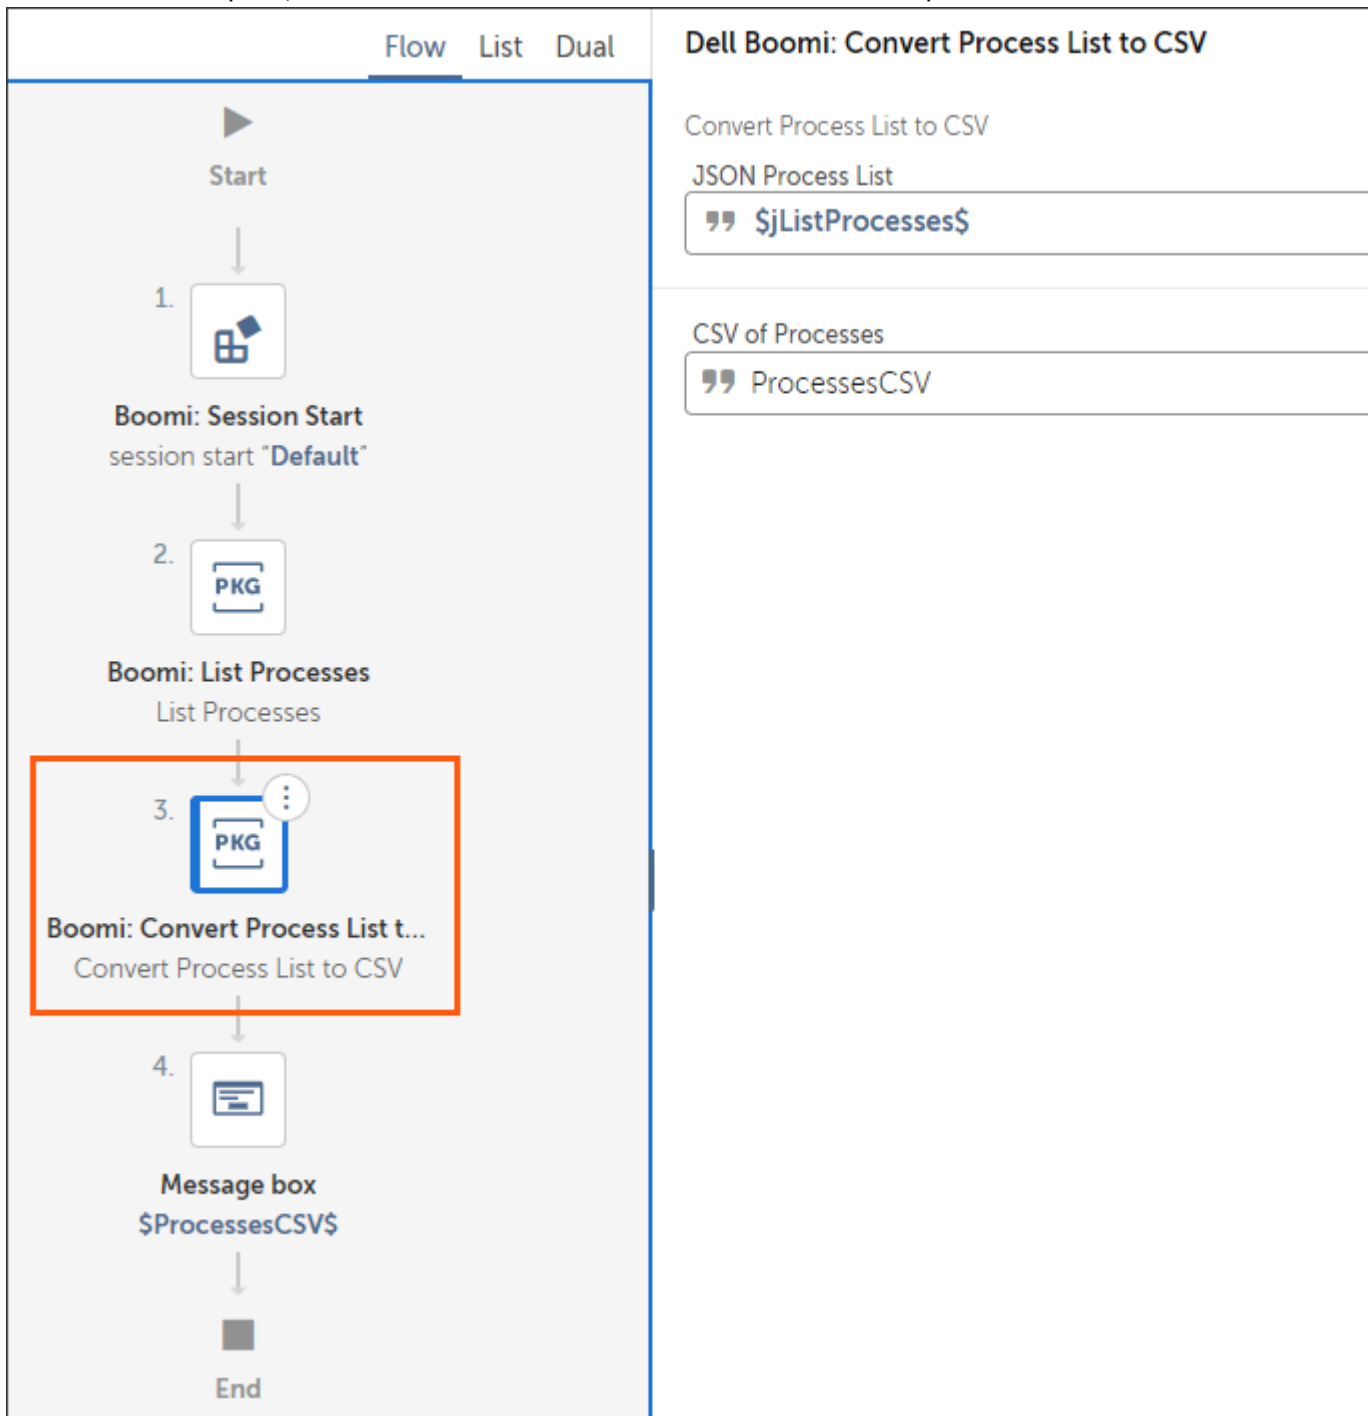 Flow List Dual
Start
1.
Boomi: Session Start
session start "Default"
2.
PKG
Boomi: List Processes
List Processes
3.
PKG
Boomi: Convert Process List t...
Convert Process List to CSV
4.
Message box
$ProcessesCSV$
End
Dell Boomi: Convert Process List to CSV
Convert Process List to CSV
JSON Process List
$jListProcesses$
CSV of Processes
ProcessesCSV